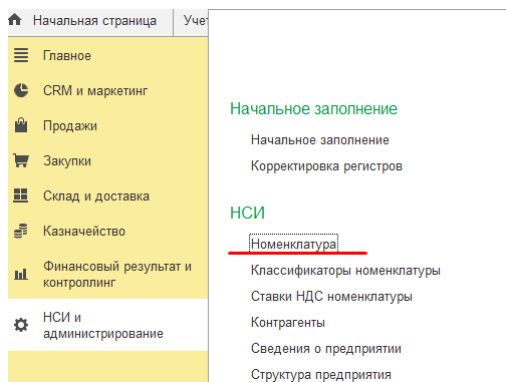 Начальная страница
Учет
Главное
CRM и маркетинг
Продажи
Закупки
Склад и доставка
Казначейство
Финансовый результат и
контроллинг
НСИ и
администрирование
Начальное заполнение
Начальное заполнение
Корректировка регистров
НСИ
Номенклатура
Классификаторы номенклатуры
Ставки НДС номенклатуры
Контрагенты
Сведения о предприятии
Структура предприятия